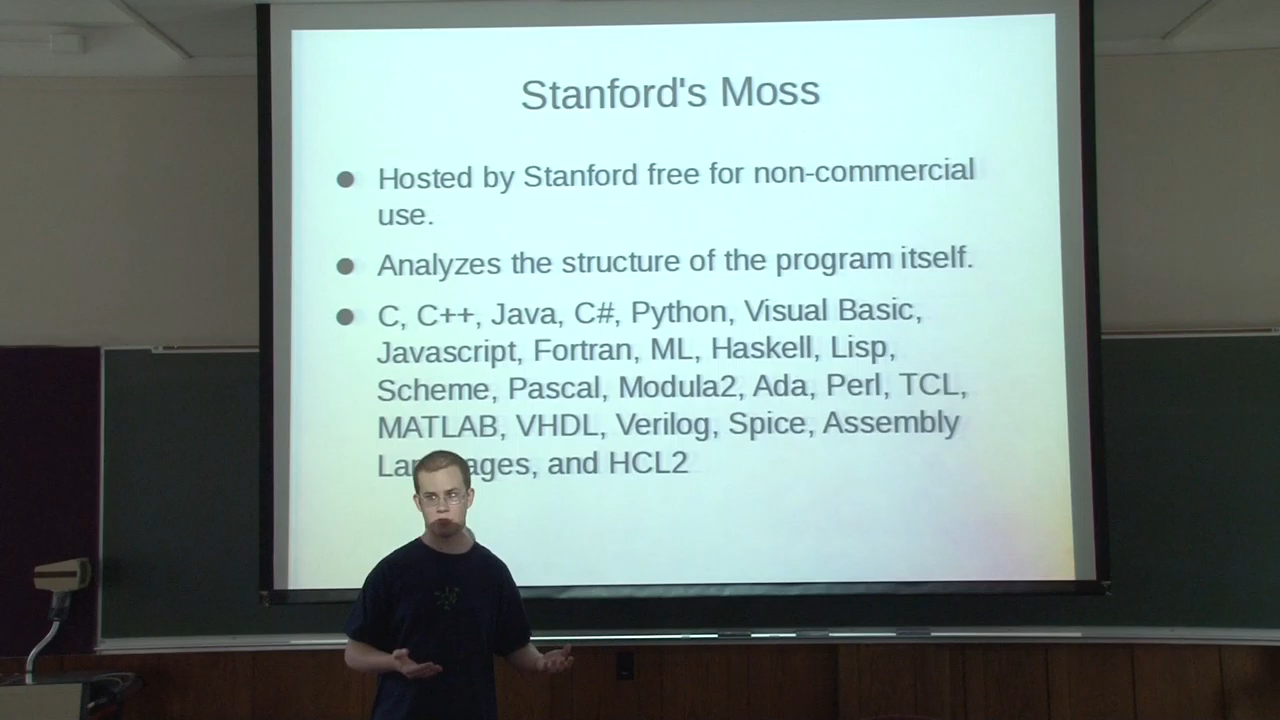 Stanford's Moss
Hosted by Stanford free for non-commercial
use.
Analyzes the structure of the program itself.
C, C++, Java, C#, Python, Visual Basic,
Javascript, Fortran, ML, Haskell, Lisp,
Scheme, Pascal, Modula2, Ada, Perl, TCL,
MATLAB, VHDL, Verilog, Spice, Assembly
Languages, and HCL2